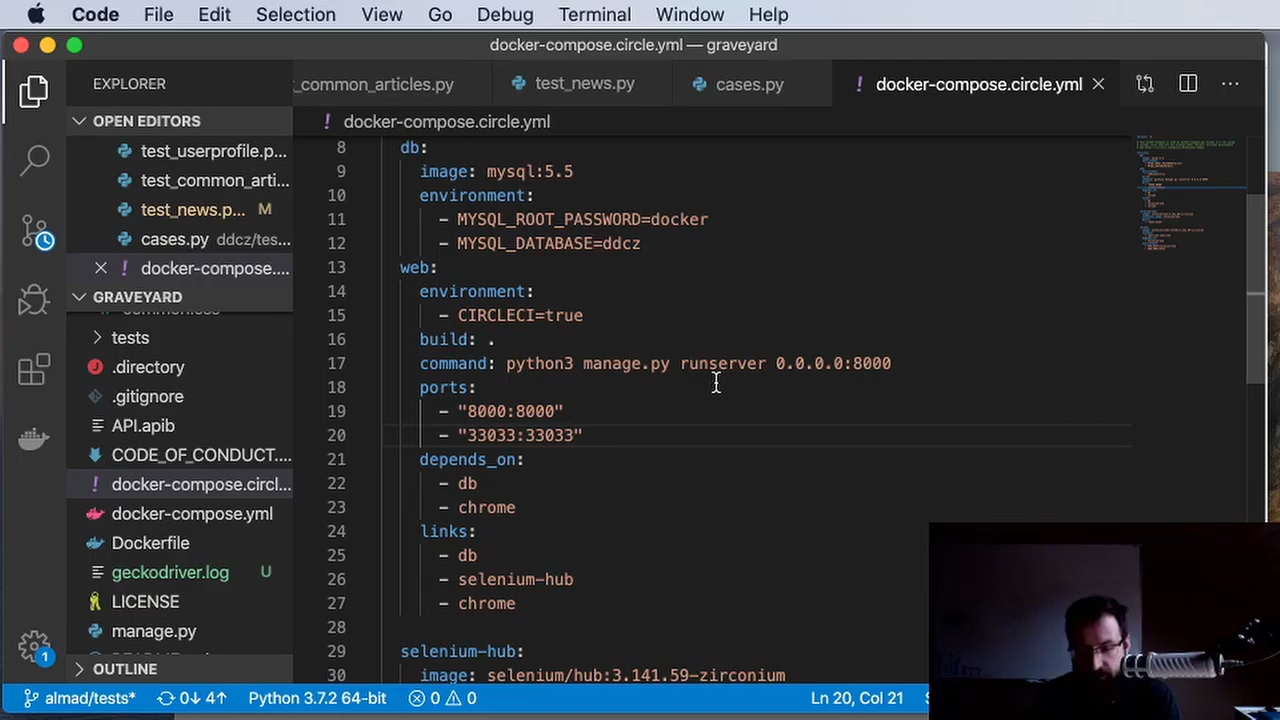 Code File Edit Selection View Go Debug Terminal Window Help
docker-compose.circle.yml — graveyard
EXPLORER
_common_articles.py test_news.py cases.py docker-compose.circle.yml
OPEN EDITORS
test_userprofile.p...
test_common_arti...
test_news.p... M
cases.py ddcz/tes...
docker-compose....
GRAVEYARD
tests
.directory
.gitignore
API.apib
CODE_OF_CONDUCT....
docker-compose.circl...
docker-compose.yml
Dockerfile
geckodriver.log U
LICENSE
manage.py
OUTLINE
docker-compose.circle.yml
8 db:
9 image: mysql:5.5
10 environment:
11 - MYSQL_ROOT_PASSWORD=docker
12 - MYSQL_DATABASE=ddcz
13 web:
14 environment:
15 - CIRCLECI=true
16 build: .
17 command: python3 manage.py runserver 0.0.0.0:8000
18 ports:
19 - "8000:8000"
20 - "33033:33033"
21 depends_on:
22 - db
23 - chrome
24 links:
25 - db
26 - selenium-hub
27 - chrome
28
29 selenium-hub:
30 image: selenium/hub:3.141.59-zirconium
1
almad/tests* 0↓ 4↑ Python 3.7.2 64-bit 0 0 Ln 20, Col 21